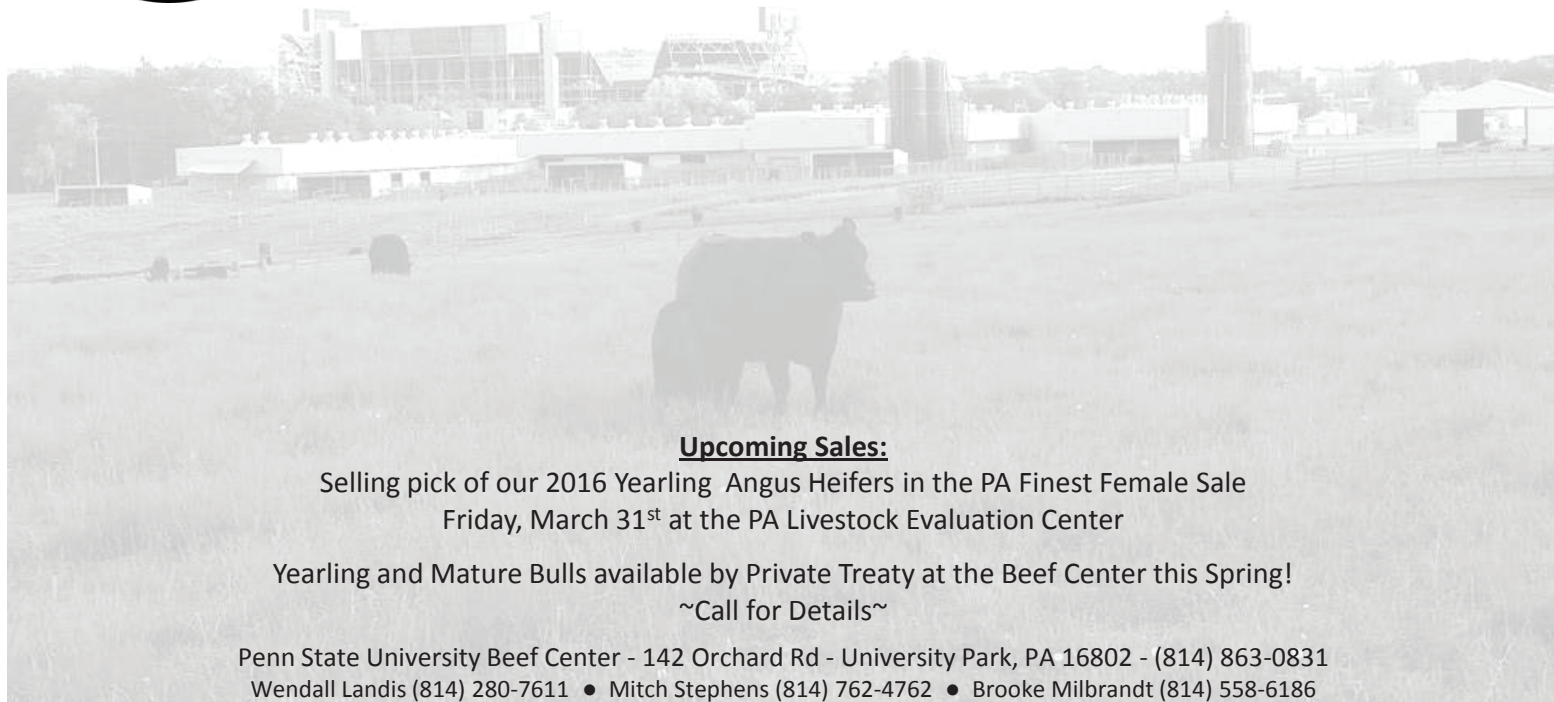 Upcoming Sales:
Selling pick of our 2016 Yearling Angus Heifers in the PA Finest Female Sale
Friday, March 31st at the PA Livestock Evaluation Center
Yearling and Mature Bulls available by Private Treaty at the Beef Center this Spring!
~Call for Details~
Penn State University Beef Center - 142 Orchard Rd - University Park, PA 16802 - (814) 863-0831
Wendall Landis (814) 280-7611 ● Mitch Stephens (814) 762-4762 ● Brooke Milbrandt (814) 558-6186